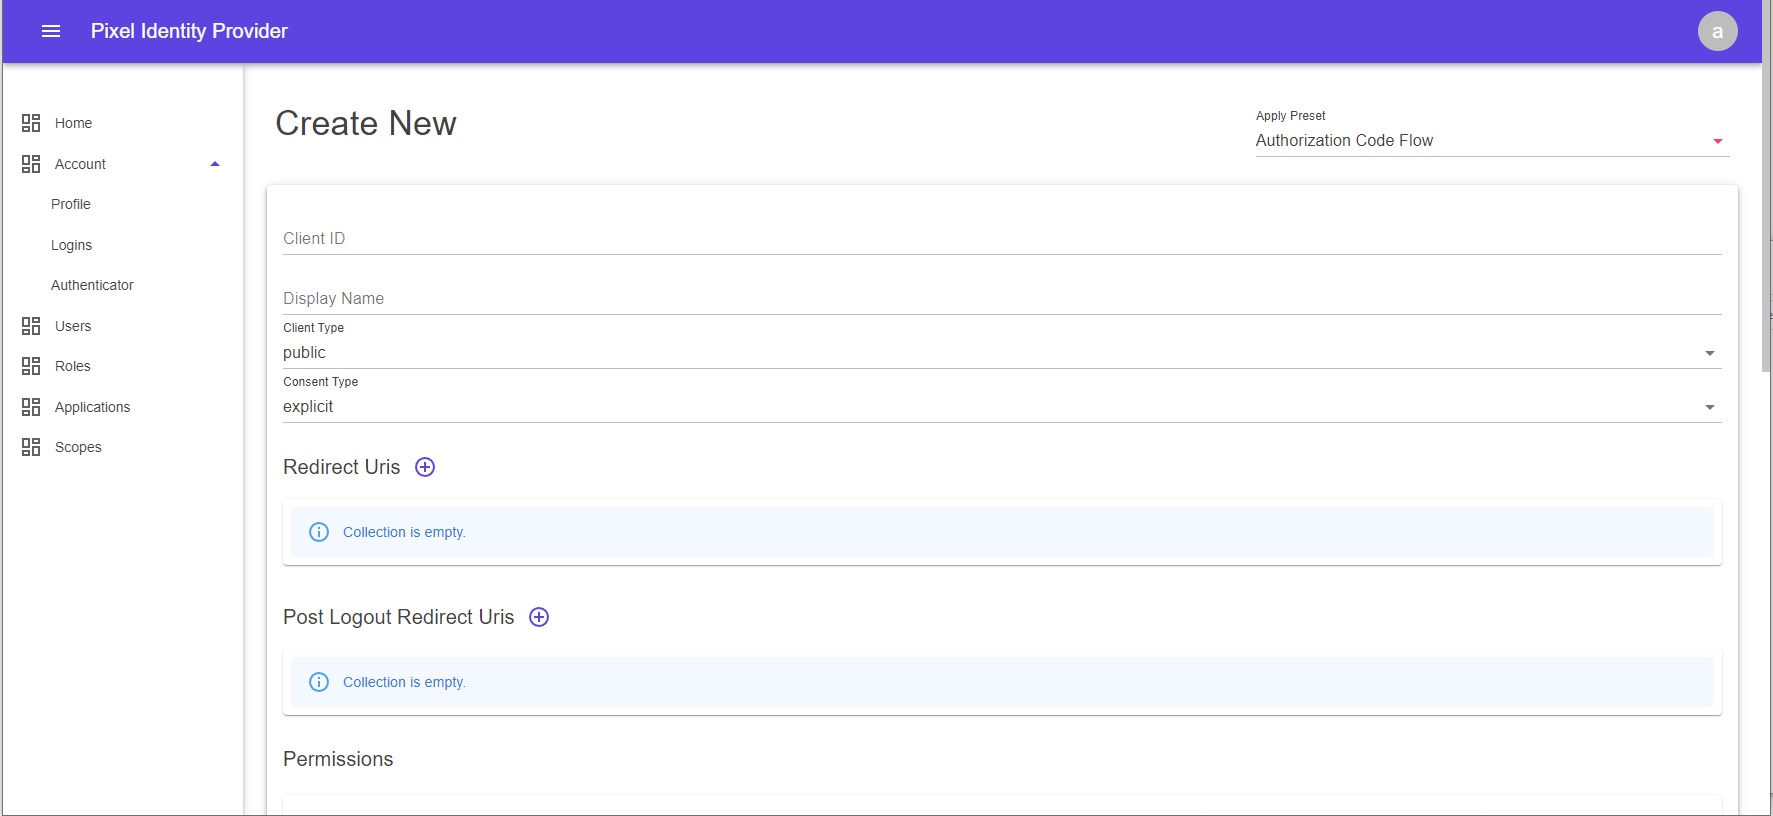 Pixel Identity Provider
a
Home
Account
Profile
Logins
Authenticator
Users
Roles
Applications
Scopes
Create New
Apply Preset
Authorization Code Flow
Client ID
Display Name
Client Type
public
Consent Type
explicit
Redirect Uris
Collection is empty.
Post Logout Redirect Uris
Collection is empty.
Permissions